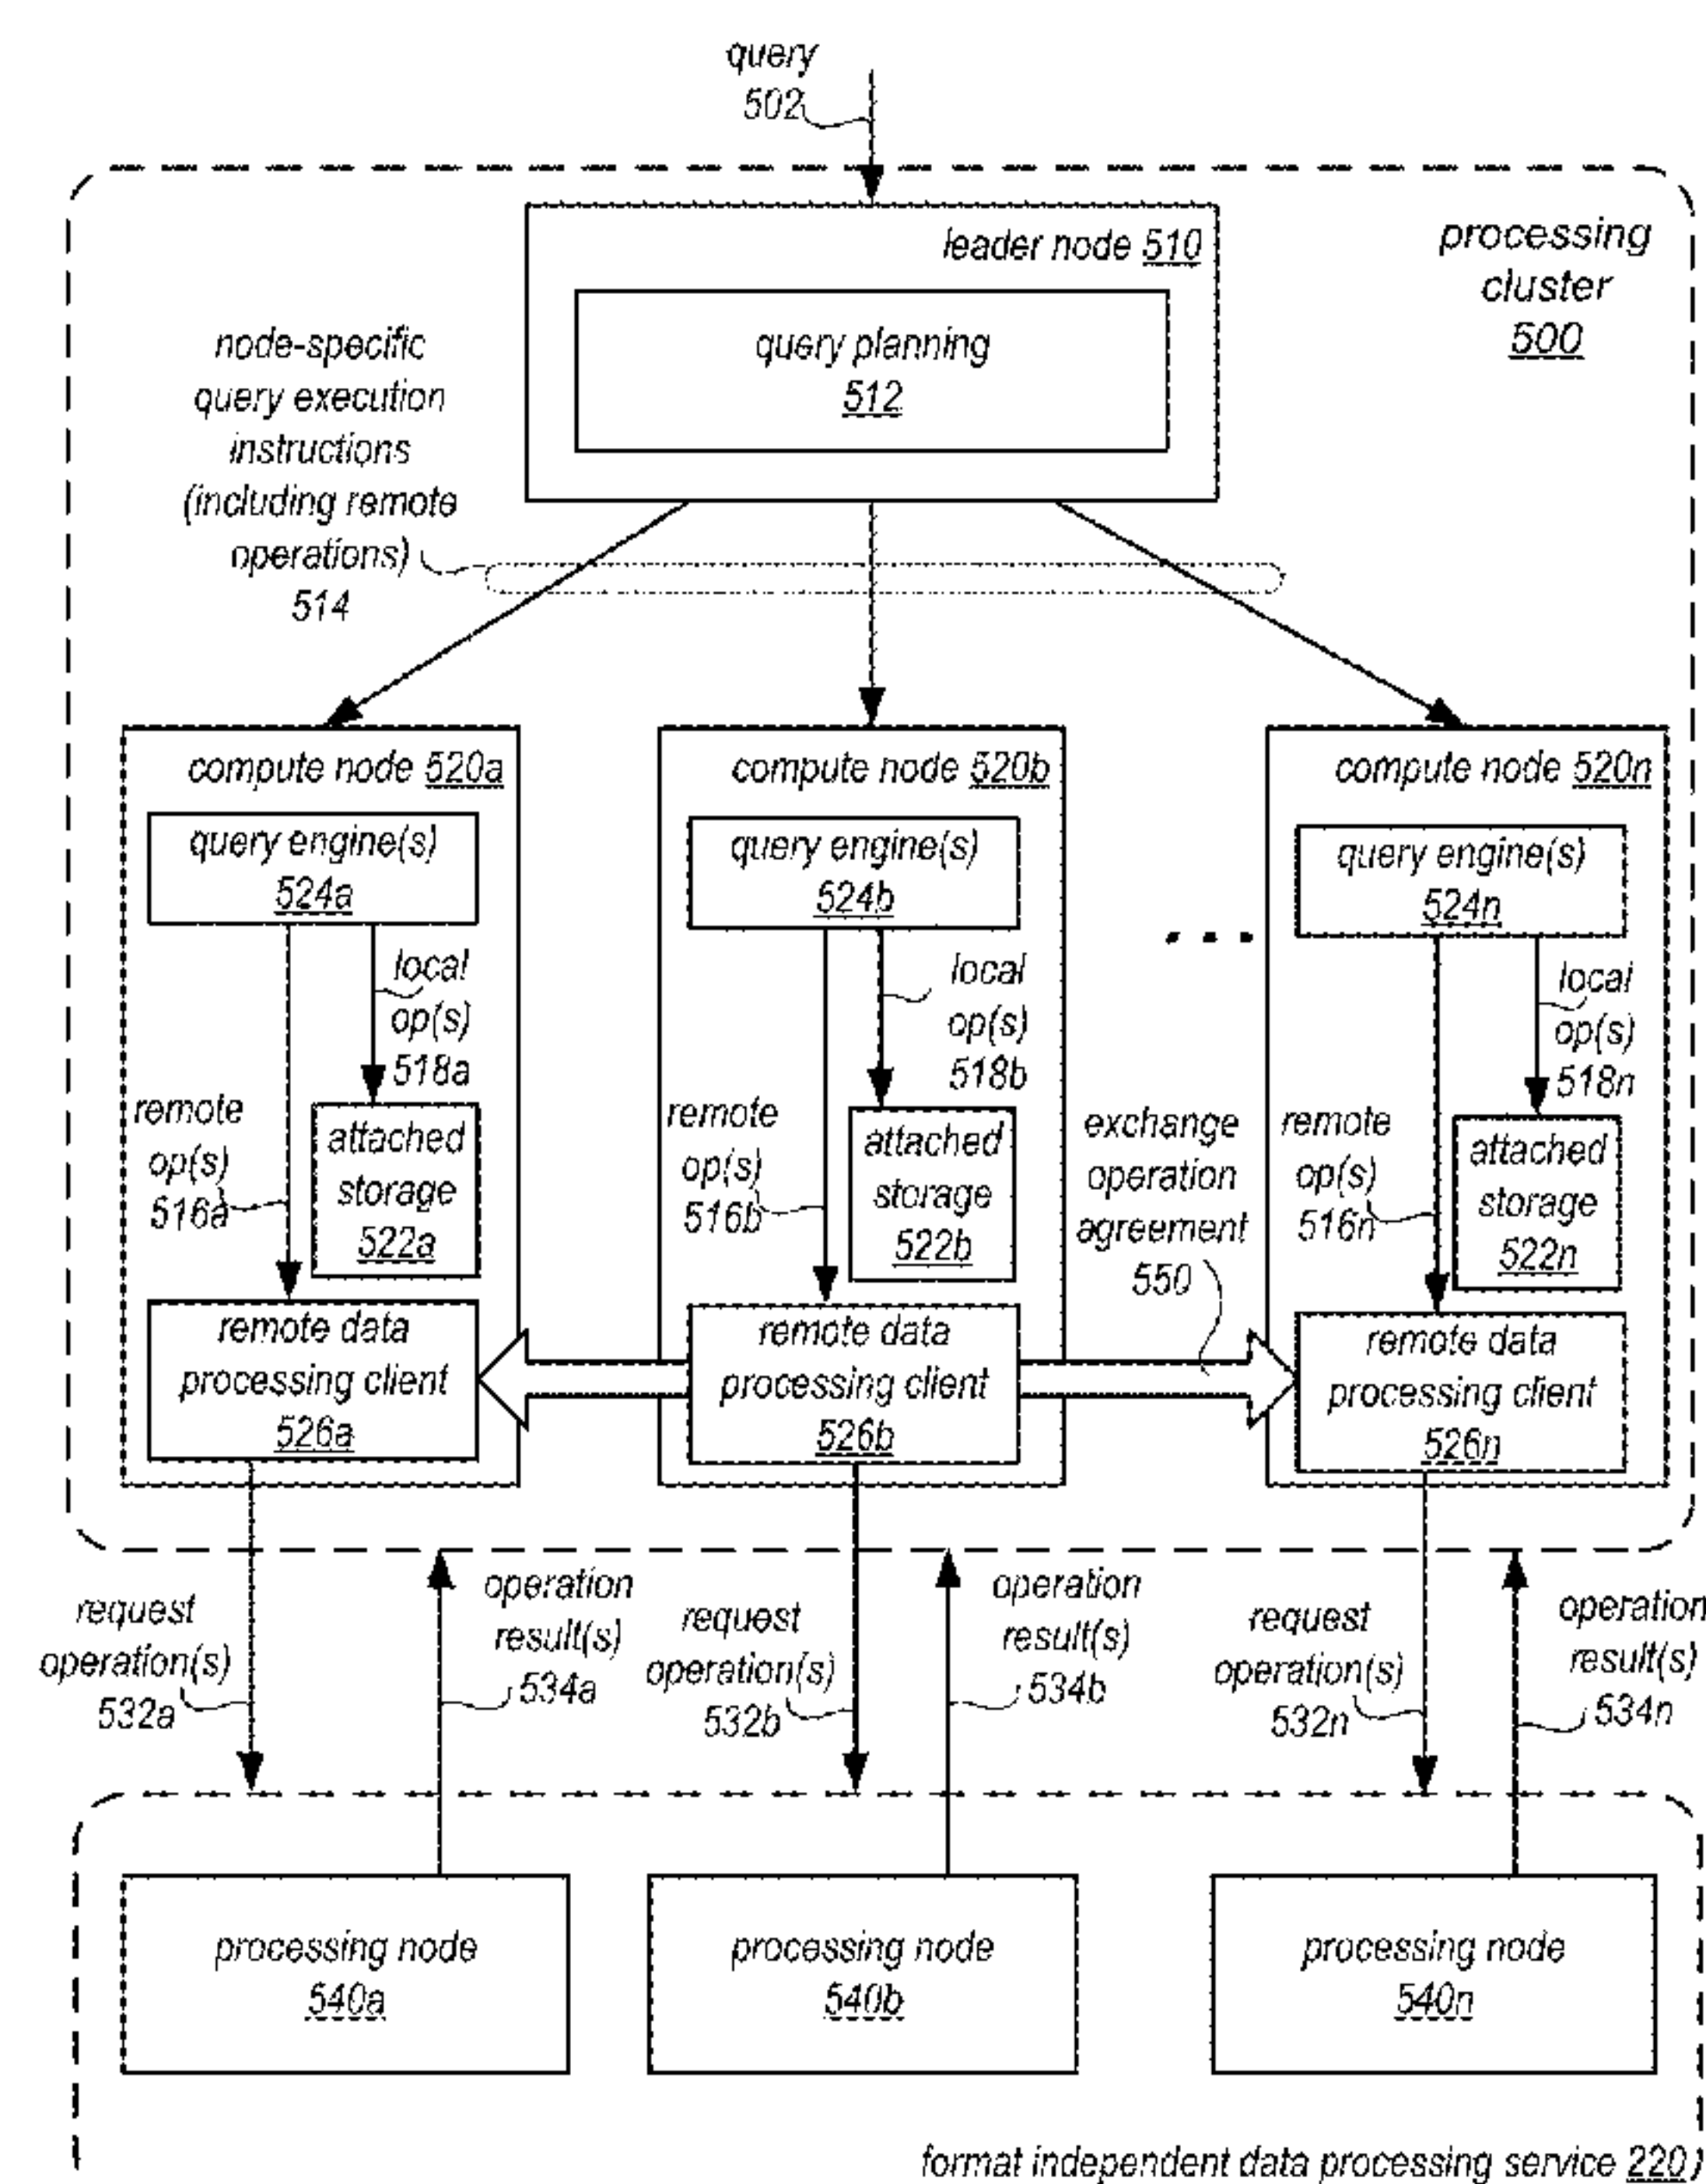 query
502
leader node 510
processing
cluster
500
query planning
512
node-specific
query execution
instructions
(including remote
operations)
514
compute node 520a
query engine(s)
524a
local
op(s)
518a
remote
op(s)
516a
attached
storage
522a
remote data
processing client
526a
compute node 520b
query engine(s)
524b
local
op(s)
518b
remote
op(s)
516b
attached
storage
522b
remote data
processing client
526b
exchange
operation
agreement
550
...
compute node 520n
query engine(s)
524n
local
op(s)
518n
remote
op(s)
516n
attached
storage
522n
remote data
processing client
526n
request
operation(s)
532a
operation
result(s)
534a
request
operation(s)
532b
operation
result(s)
534b
request
operation(s)
532n
operation
result(s)
534n
processing node
540a
processing node
540b
processing node
540n
format independent data processing service 220